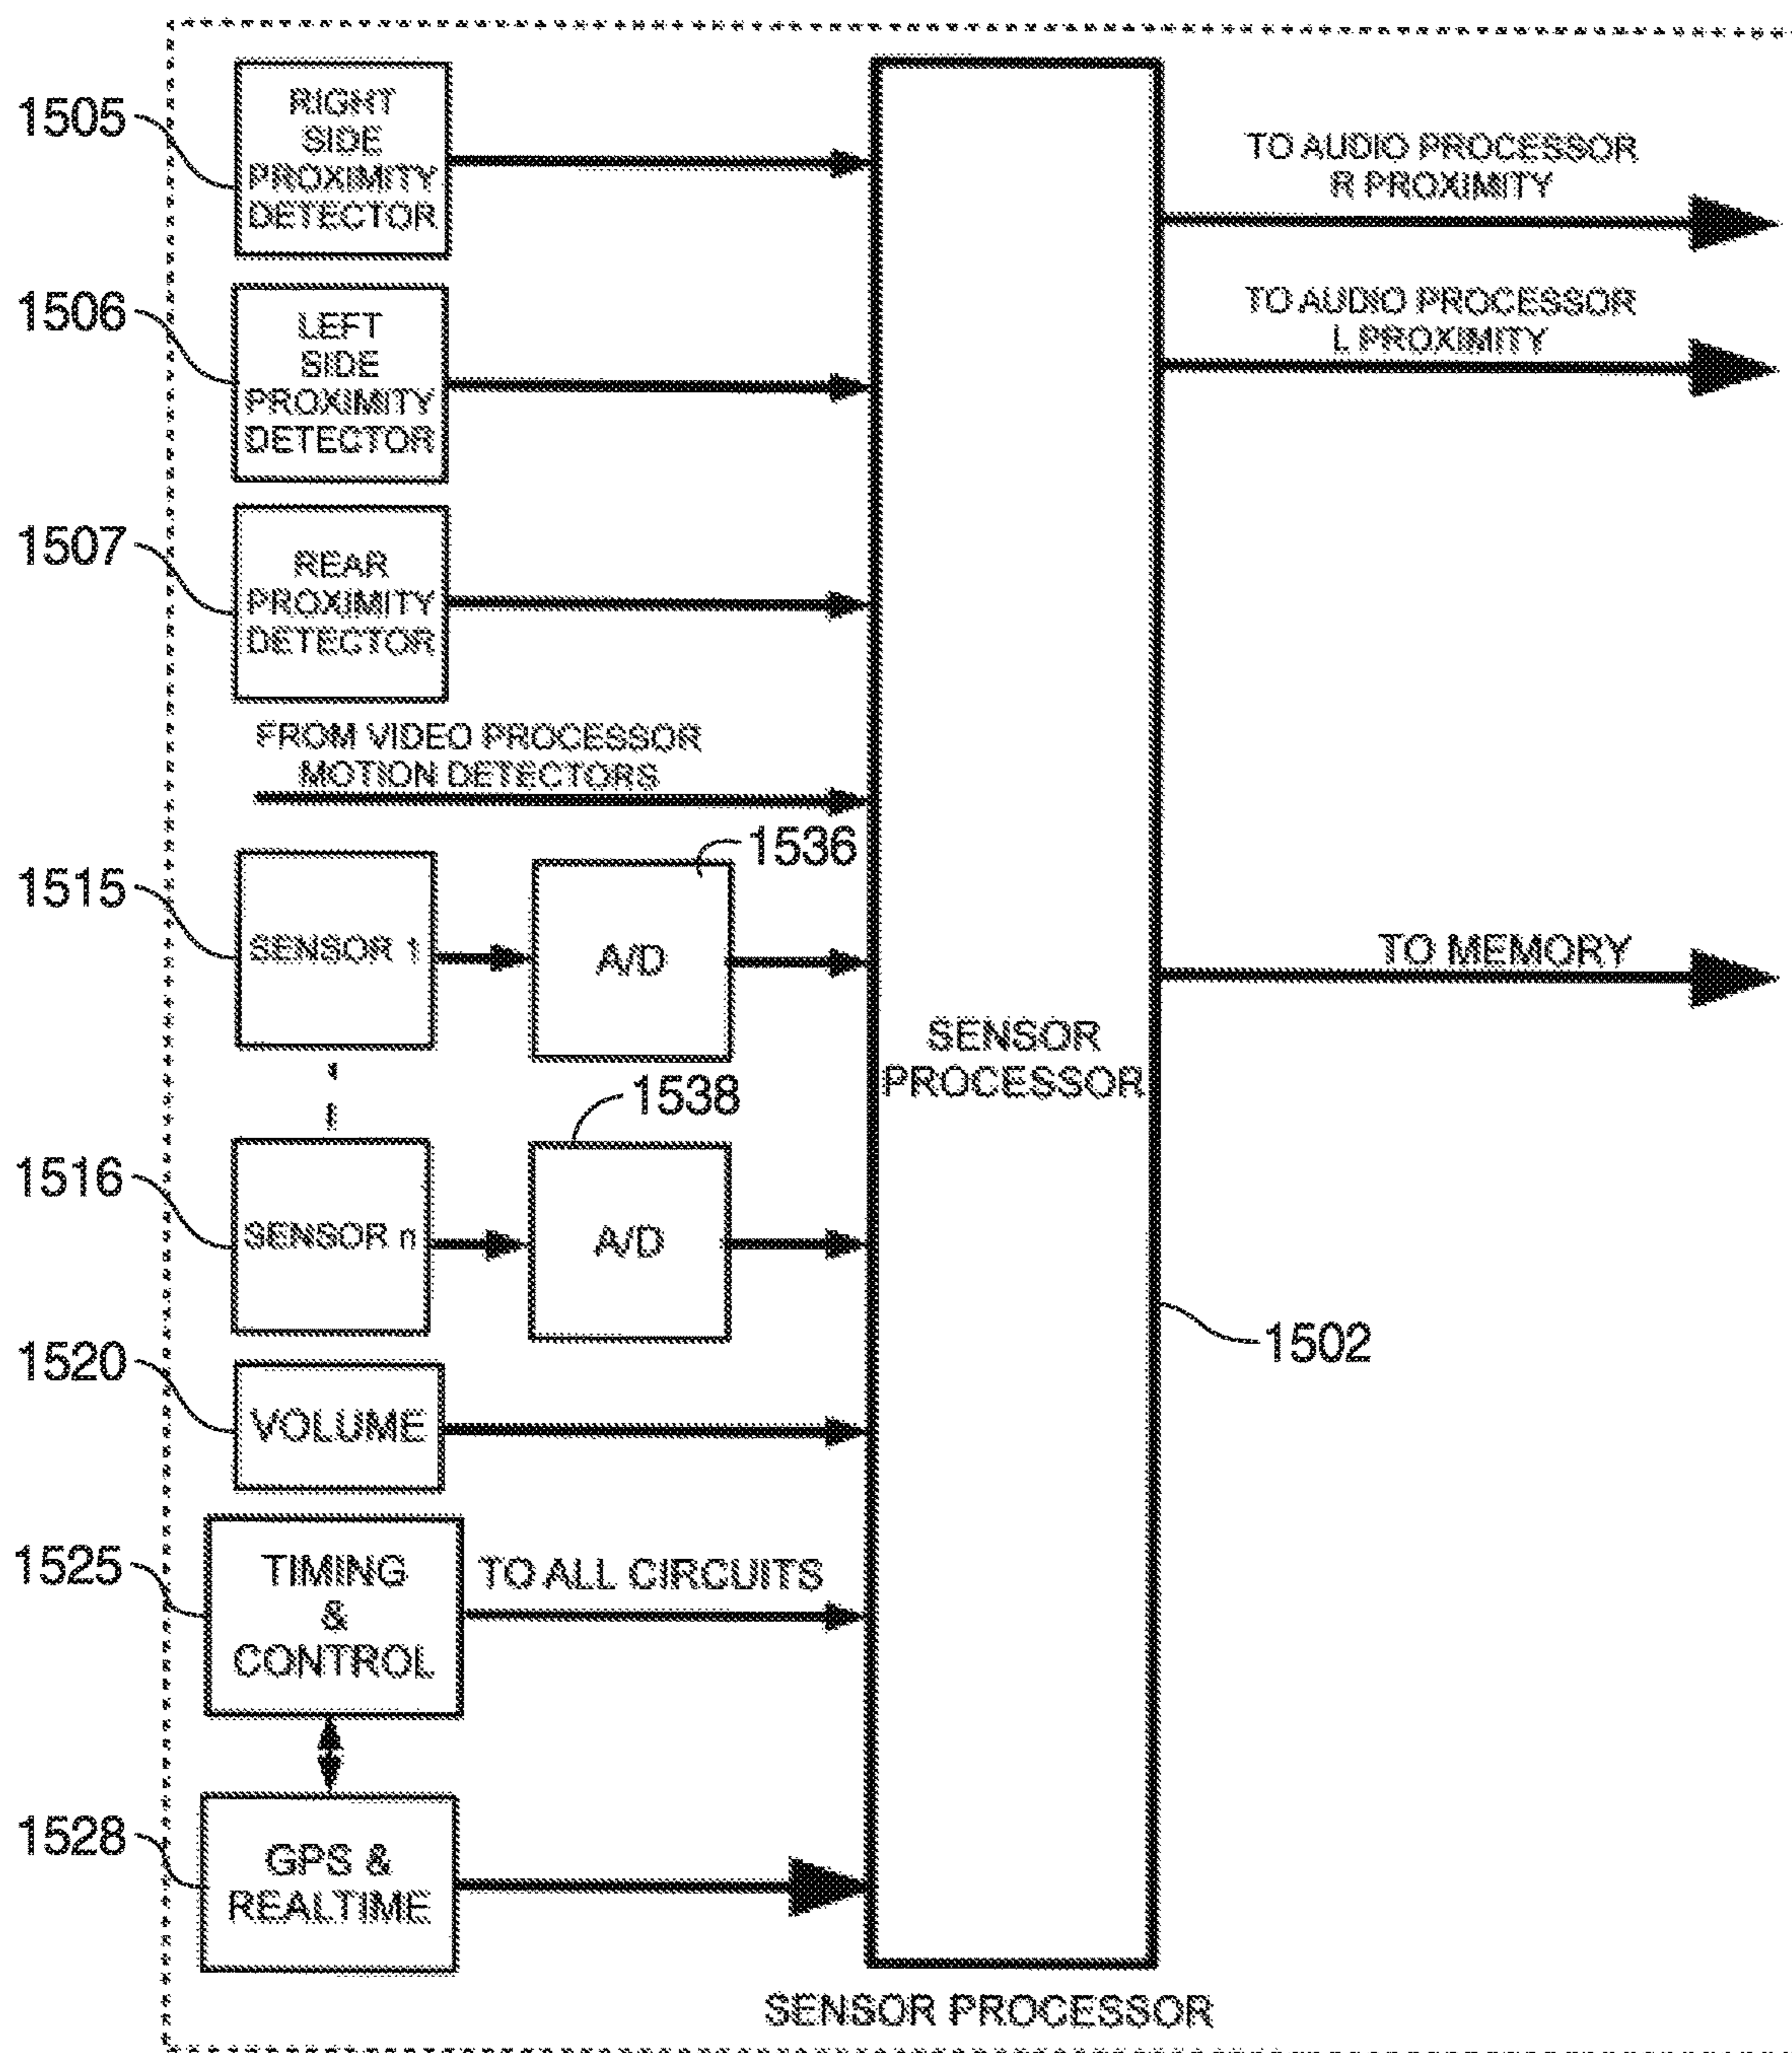 1505
RIGHT
SIDE
PROXIMITY
DETECTOR
TO AUDIO PROCESSOR
R PROXIMITY
1506
LEFT
SIDE
PROXIMITY
DETECTOR
TO AUDIO PROCESSOR
L PROXIMITY
1507
REAR
PROXIMITY
DETECTOR
FROM VIDEO PROCESSOR
MOTION DETECTORS
1515
SENSOR 1
A/D
1536
TO MEMORY
SENSOR
PROCESSOR
1516
SENSOR n
A/D
1538
1502
1520
VOLUME
1525
TIMING
&
CONTROL
TO ALL CIRCUITS
1528
GPS &
REALTIME
SENSOR PROCESSOR